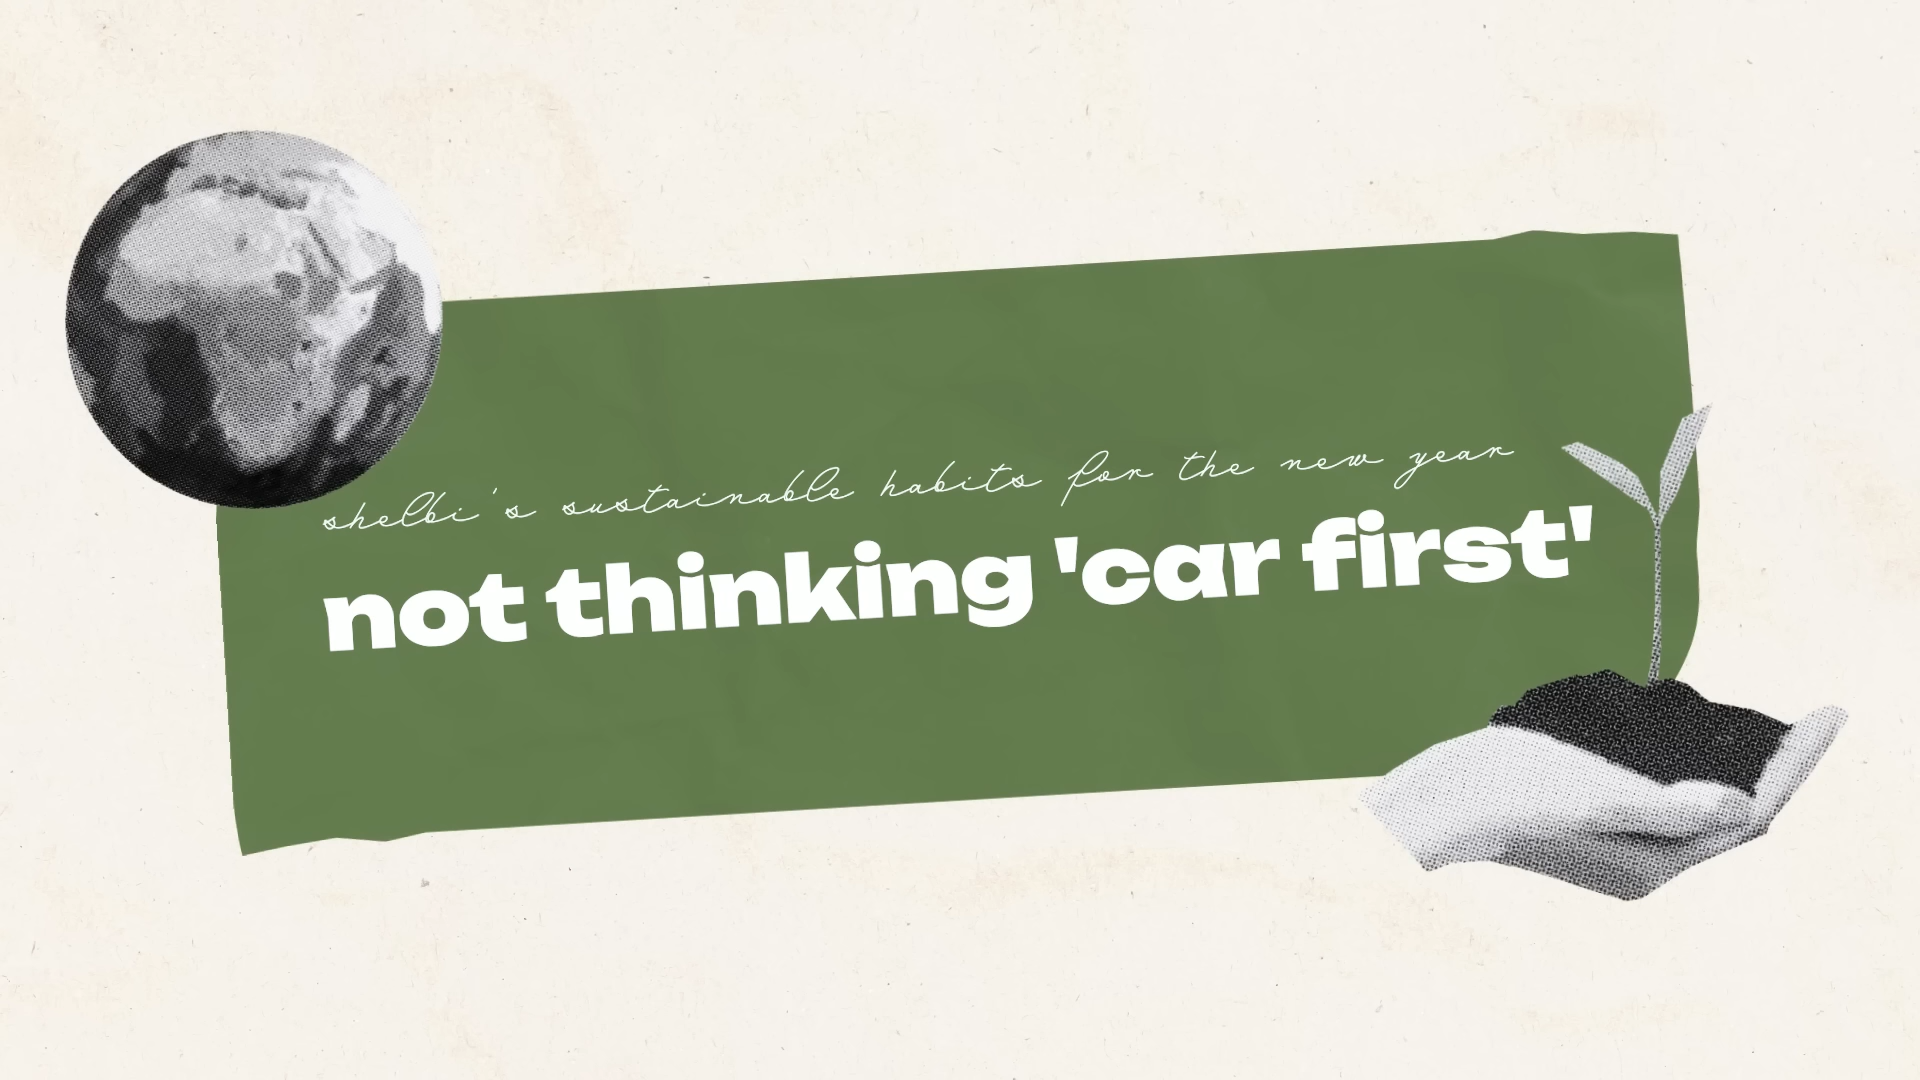 shelbi's sustainable habits for the new year
not thinking 'car first'